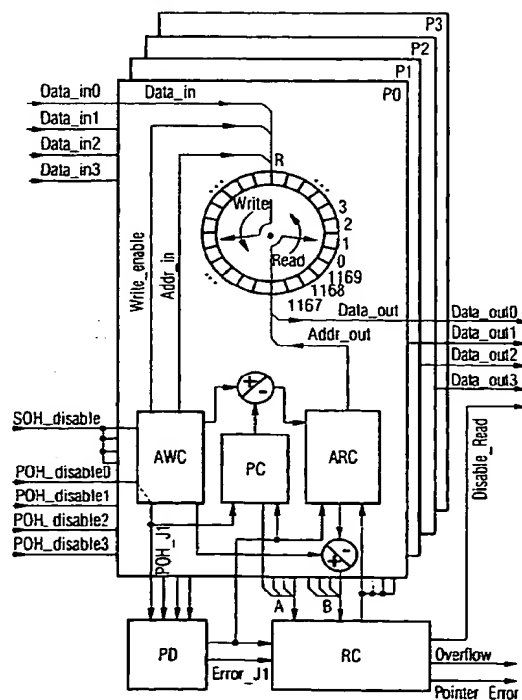 P3
P2
P1
P0
Data_in0
Data_in
Data_in1
Data_in2
Data_in3
R
Write
Read
3
2
1
0
1169
1168
1167
Write_enable
Addr_in
Data_out
Data_out0
Addr_out
Data_out1
Data_out2
Data_out3
Disable_Read
+
-
SOH_disable
AWC
PC
ARC
POH_disable0
POH_disable1
POH_disable2
POH_disable3
POH_J1
+
-
A
B
PD
Error_J1
RC
Overflow
Pointer_Error